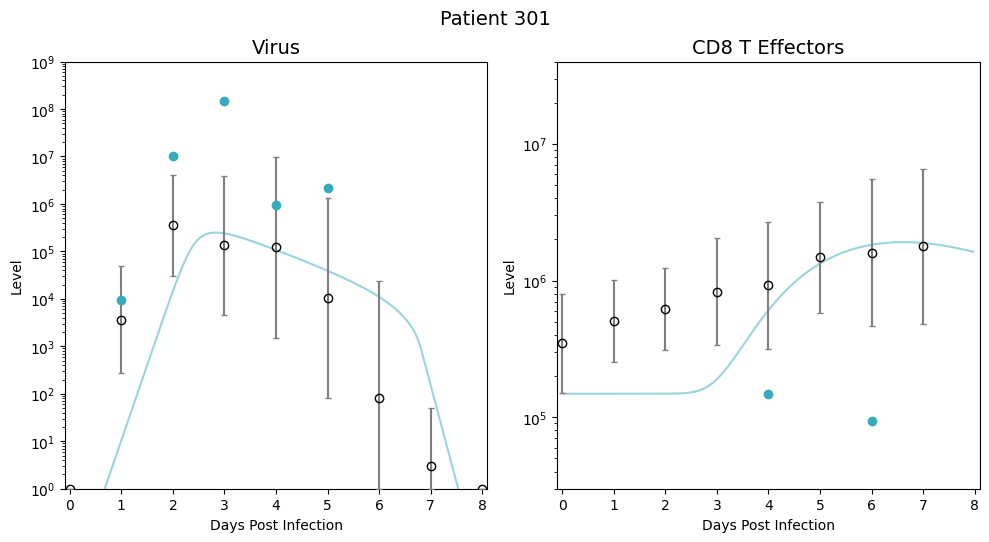 Patient 301
Virus
CD8 T Effectors
Level
10^9
10^8
10^7
10^6
10^5
10^4
10^3
10^2
10^1
10^0
0 1 2 3 4 5 6 7 8
Days Post Infection
Level
10^7
10^6
10^5
0 1 2 3 4 5 6 7 8
Days Post Infection